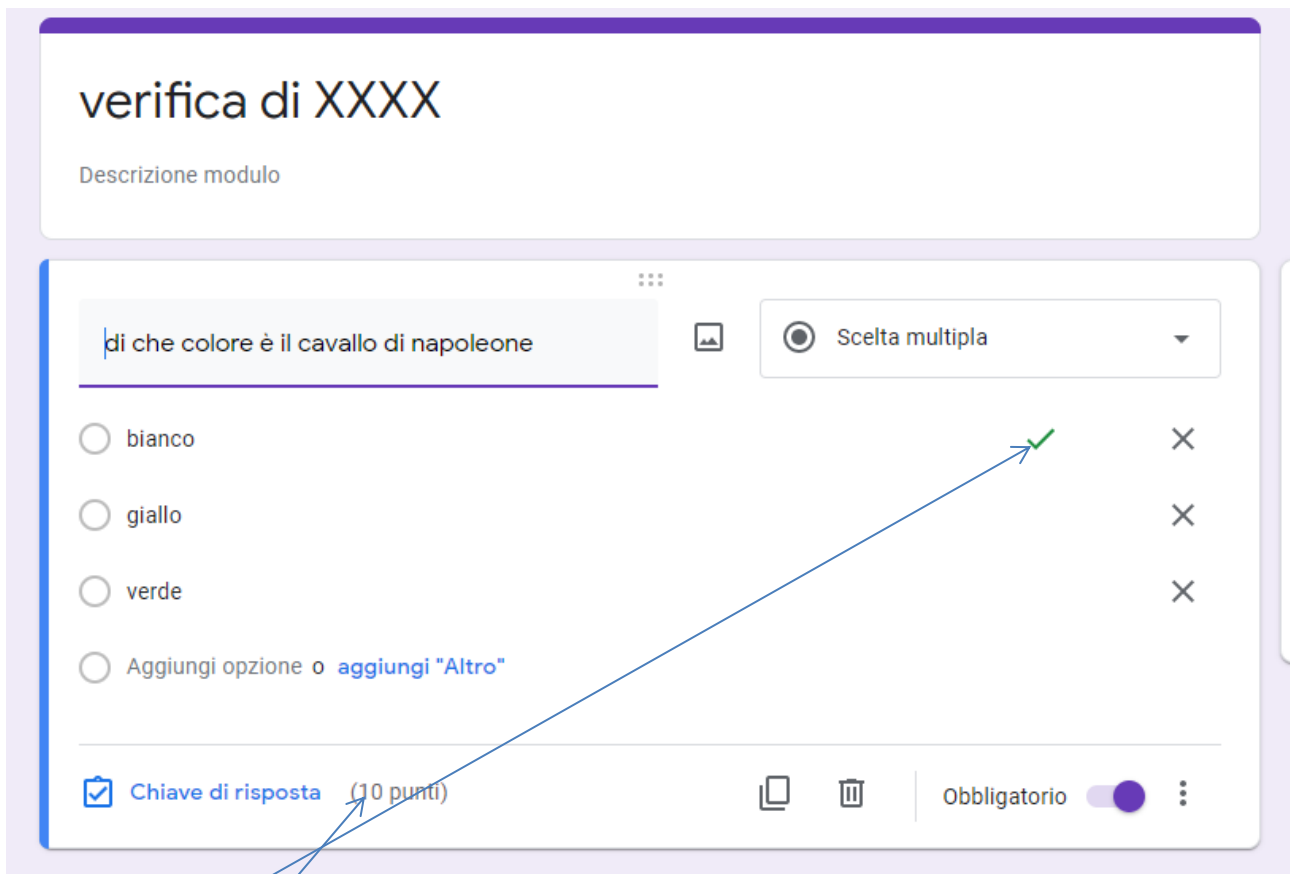 verifica di XXXX
Descrizione modulo
di che colore è il cavallo di napoleone
Scelta multipla
bianco
giallo
verde
Aggiungi opzione o aggiungi "Altro"
Chiave di risposta (10 punti) Obbligatorio